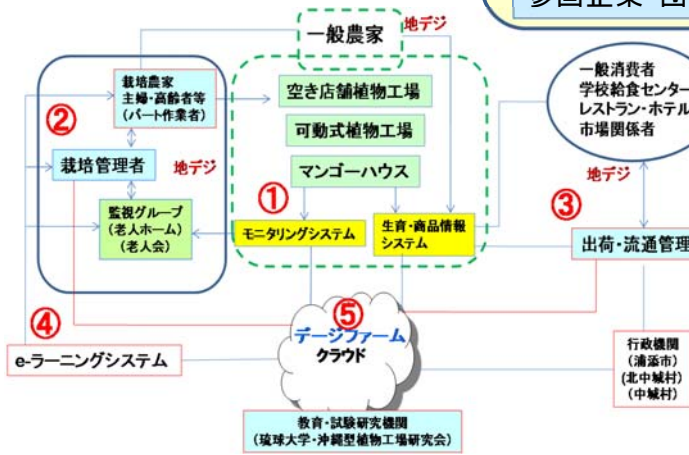 参画企業・団
一般農家
地デジ
栽培農家
主婦・高齢者等
(パート作業者)
②
栽培管理者
地デジ
監視グループ
(老人ホーム)
(老人会)
空き店舗植物工場
可動式植物工場
マンゴーハウス
①
モニタリングシステム
生育・商品情報
システム
一般消費者
学校給食センター
レストラン・ホテル
市場関係者
地デジ
③
出荷・流通管理
④
e-ラーニングシステム
⑤
デージファーム
クラウド
行政機関
(浦添市)
(北中城村)
(中城村)
教育・試験研究機関
(琉球大学・沖縄型植物工場研究会)